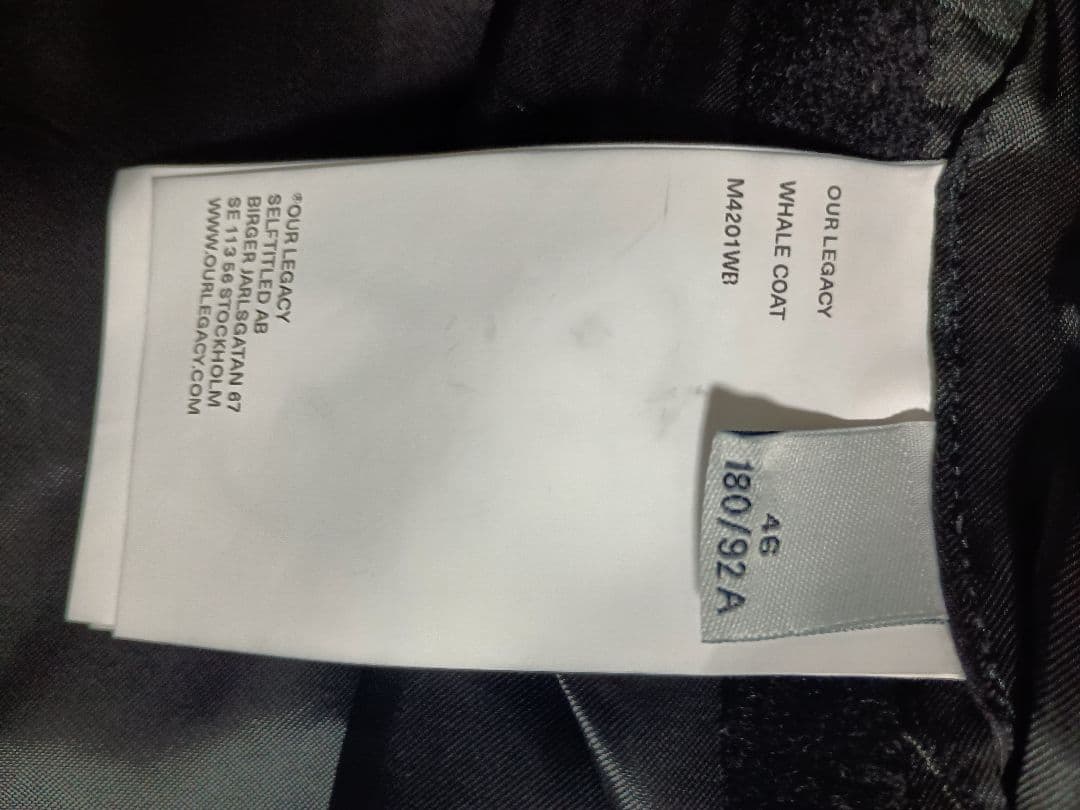 OUR LEGACY
WHALE COAT
M4201WB
46
180/92 A
®OUR LEGACY
SELFTITLED AB
BIRGER JARLSGATAN 67
SE 113 56 STOCKHOLM
WWW.OURLEGACY.COM